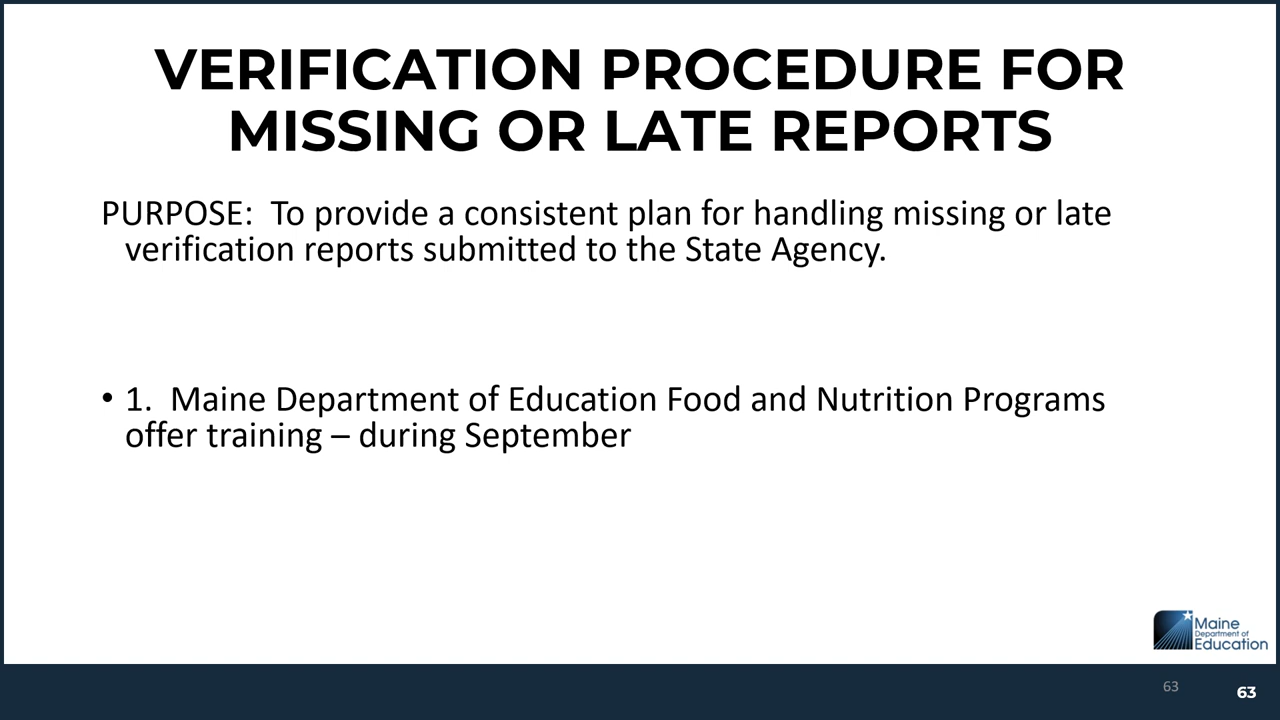 VERIFICATION PROCEDURE FOR
MISSING OR LATE REPORTS
PURPOSE:  To provide a consistent plan for handling missing or late
verification reports submitted to the State Agency.
• 1.  Maine Department of Education Food and Nutrition Programs
offer training – during September
Maine
Department of
Education
63
63